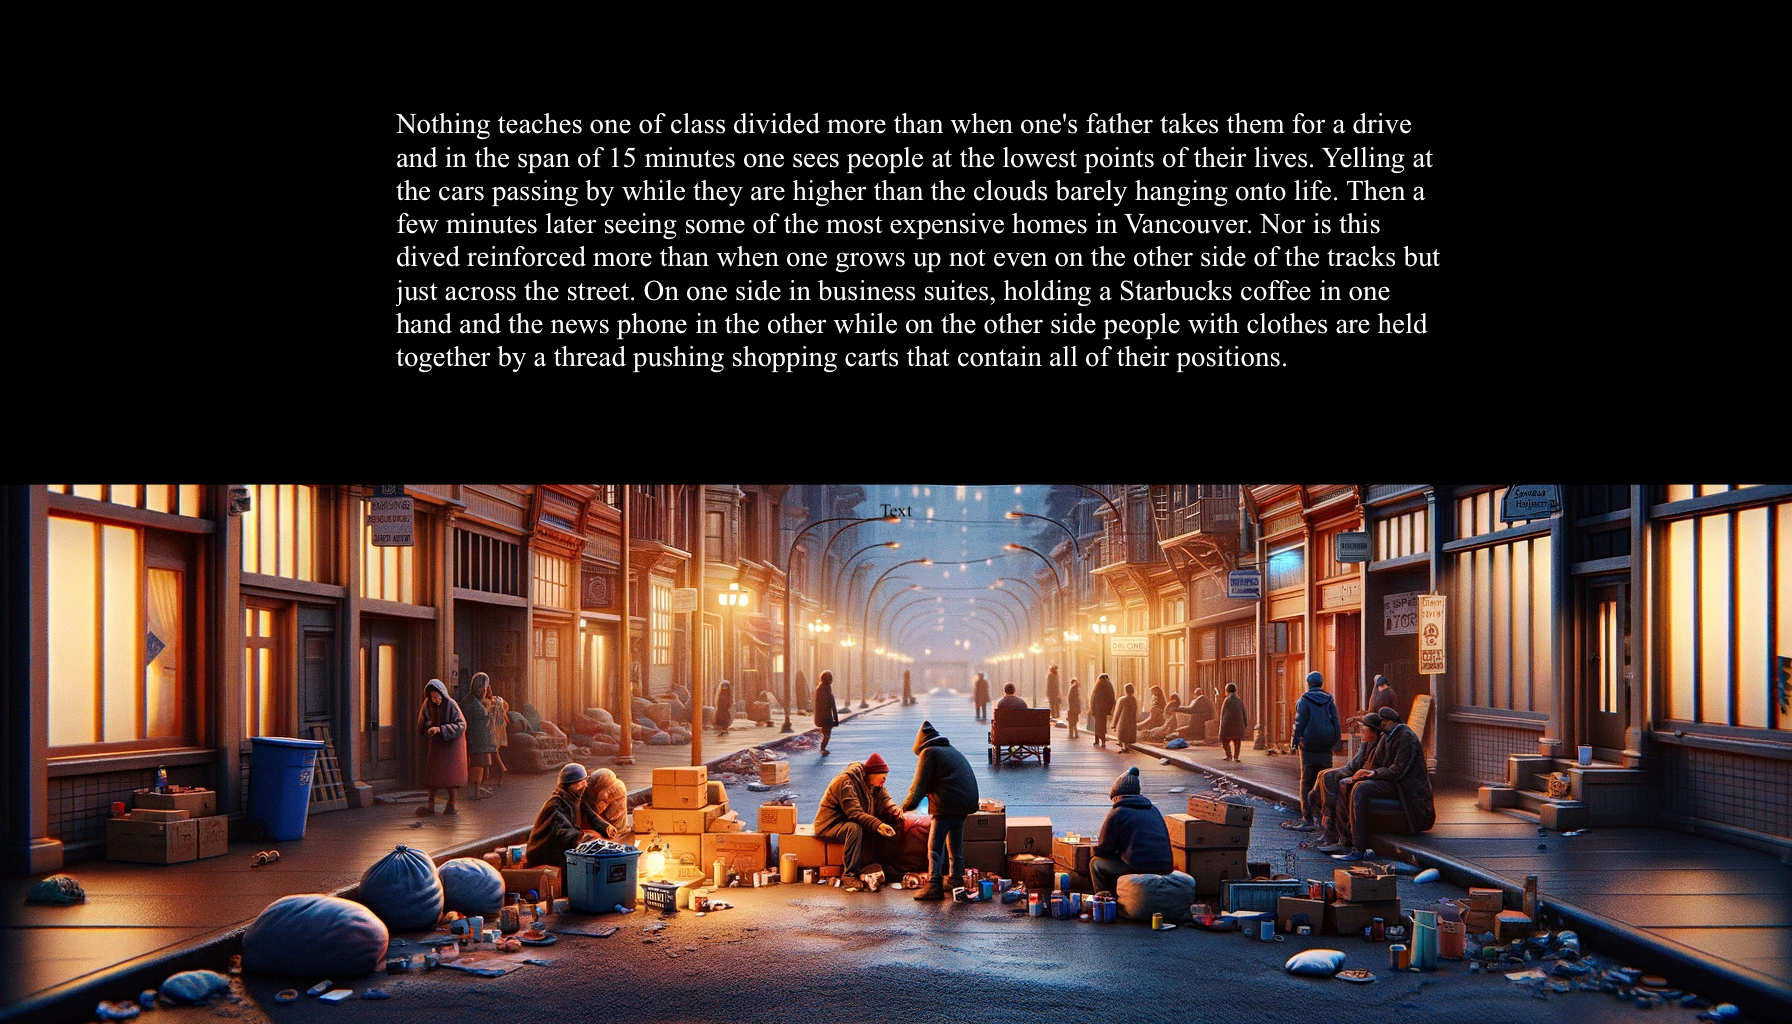 Nothing teaches one of class divided more than when one's father takes them for a drive
and in the span of 15 minutes one sees people at the lowest points of their lives. Yelling at
the cars passing by while they are higher than the clouds barely hanging onto life. Then a
few minutes later seeing some of the most expensive homes in Vancouver. Nor is this
dived reinforced more than when one grows up not even on the other side of the tracks but
just across the street. On one side in business suites, holding a Starbucks coffee in one
hand and the news phone in the other while on the other side people with clothes are held
together by a thread pushing shopping carts that contain all of their positions.
Text